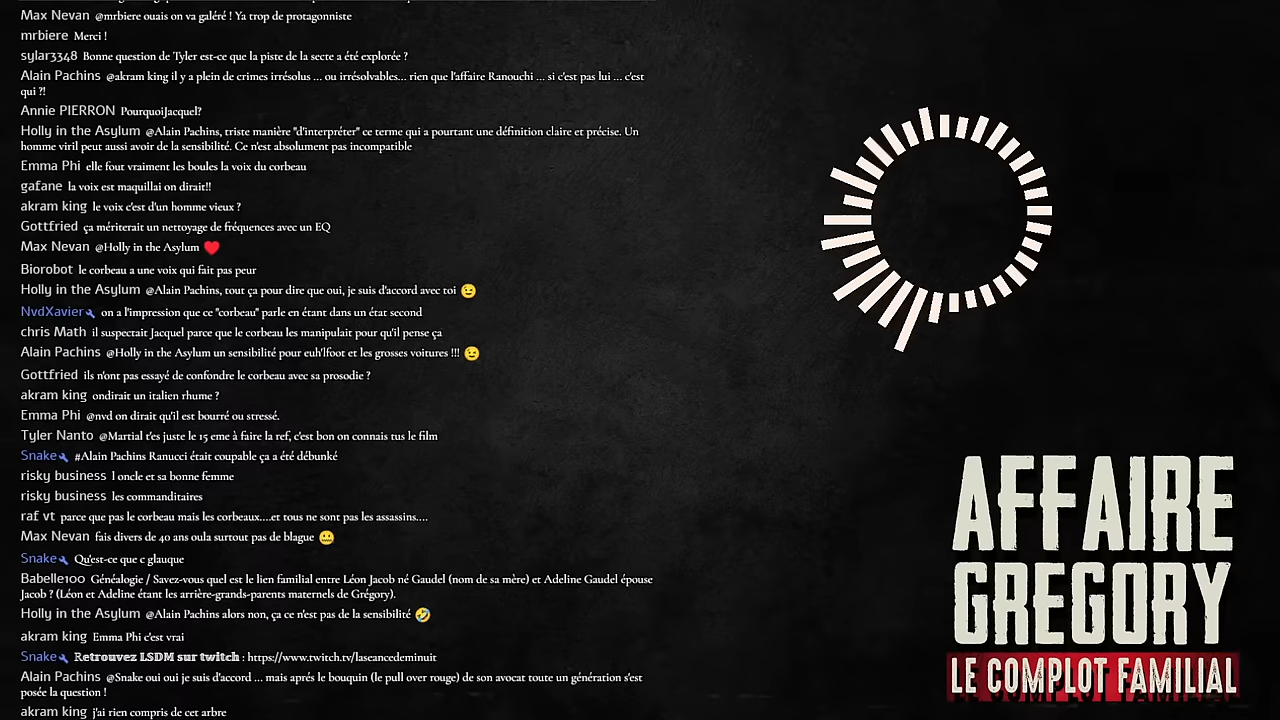 Max Nevan @mrbiere ouais on va galéré ! Ya trop de protagonniste
mrbiere Merci !
sylar3348 Bonne question de Tyler est-ce que la piste de la secte a été explorée ?
Alain Pachins @akram king il y a plein de crimes irrésolus ... ou irrésolvables... rien que l'affaire Ranouchi ... si c'est pas lui ... c'est
qui ?!
Annie PIERRON PourquoiJacquel?
Holly in the Asylum @Alain Pachins, triste manière "d'interpréter" ce terme qui a pourtant une définition claire et précise. Un
homme viril peut aussi avoir de la sensibilité. Ce n'est absolument pas incompatible
Emma Phi elle fout vraiment les boules la voix du corbeau
gafane la voix est maquillai on dirait!!
akram king le voix c'est d'un homme vieux ?
Gottfried ça mériterait un nettoyage de fréquences avec un EQ
Max Nevan @Holly in the Asylum ❤️
Biorobot le corbeau a une voix qui fait pas peur
Holly in the Asylum @Alain Pachins, tout ça pour dire que oui, je suis d'accord avec toi 😉
NvdXavier on a l'impression que ce "corbeau" parle en étant dans un état second
chris Math il suspectait Jacquel parce que le corbeau les manipulait pour qu'il pense ça
Alain Pachins @Holly in the Asylum un sensibilité pour euh'lfoot et les grosses voitures !!! 😉
Gottfried ils n'ont pas essayé de confondre le corbeau avec sa prosodie ?
akram king ondirait un italien rhume ?
Emma Phi @nvd on dirait qu'il est bourré ou stressé.
Tyler Nanto @Martial t'es juste le 15 eme à faire la ref, c'est bon on connais tus le film
Snake #Alain Pachins Ranucci était coupable ça a été débunké
risky business l oncle et sa bonne femme
risky business les commanditaires
raf vt parce que pas le corbeau mais les corbeaux....et tous ne sont pas les assassins....
Max Nevan fais divers de 40 ans oula surtout pas de blague 🤐
Snake Qu'est-ce que c glauque
Babelle100 Généalogie / Savez-vous quel est le lien familial entre Léon Jacob né Gaudel (nom de sa mère) et Adeline Gaudel épouse
Jacob ? (Léon et Adeline étant les arrière-grands-parents maternels de Grégory).
Holly in the Asylum @Alain Pachins alors non, ça ce n'est pas de la sensibilité 🤣
akram king Emma Phi c'est vrai
Snake Retrouvez LSDM sur twitch : https://www.twitch.tv/laseancedeminuit
Alain Pachins @Snake oui oui je suis d'accord ... mais aprés le bouquin (le pull over rouge) de son avocat toute un génération s'est
posée la question !
akram king j'ai rien compris de cet arbre
AFFAIRE
GREGORY
LE COMPLOT FAMILIAL